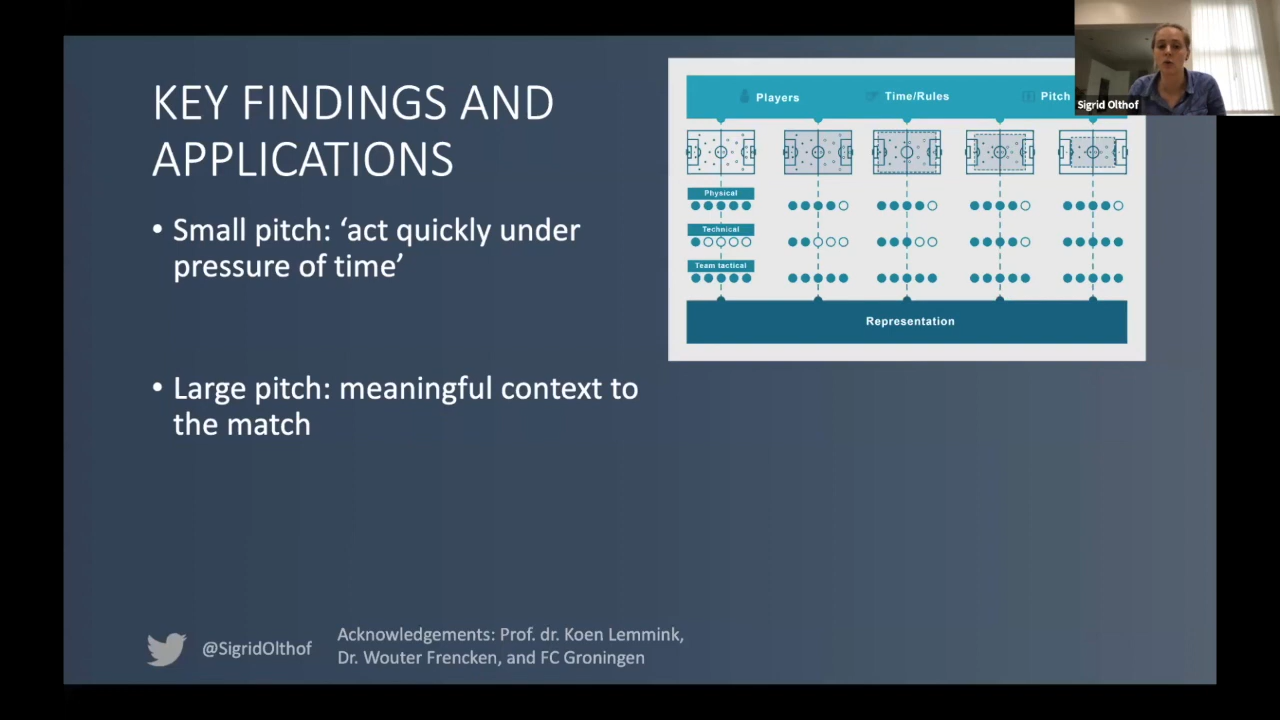 KEY FINDINGS AND
APPLICATIONS
• Small pitch: ‘act quickly under
pressure of time’
• Large pitch: meaningful context to
the match
Players
Time/Rules
Pitch
Physical
Technical
Team tactical
Representation
Sigrid Olthof
@SigridOlthof
Acknowledgements: Prof. dr. Koen Lemmink,
Dr. Wouter Frencken, and FC Groningen